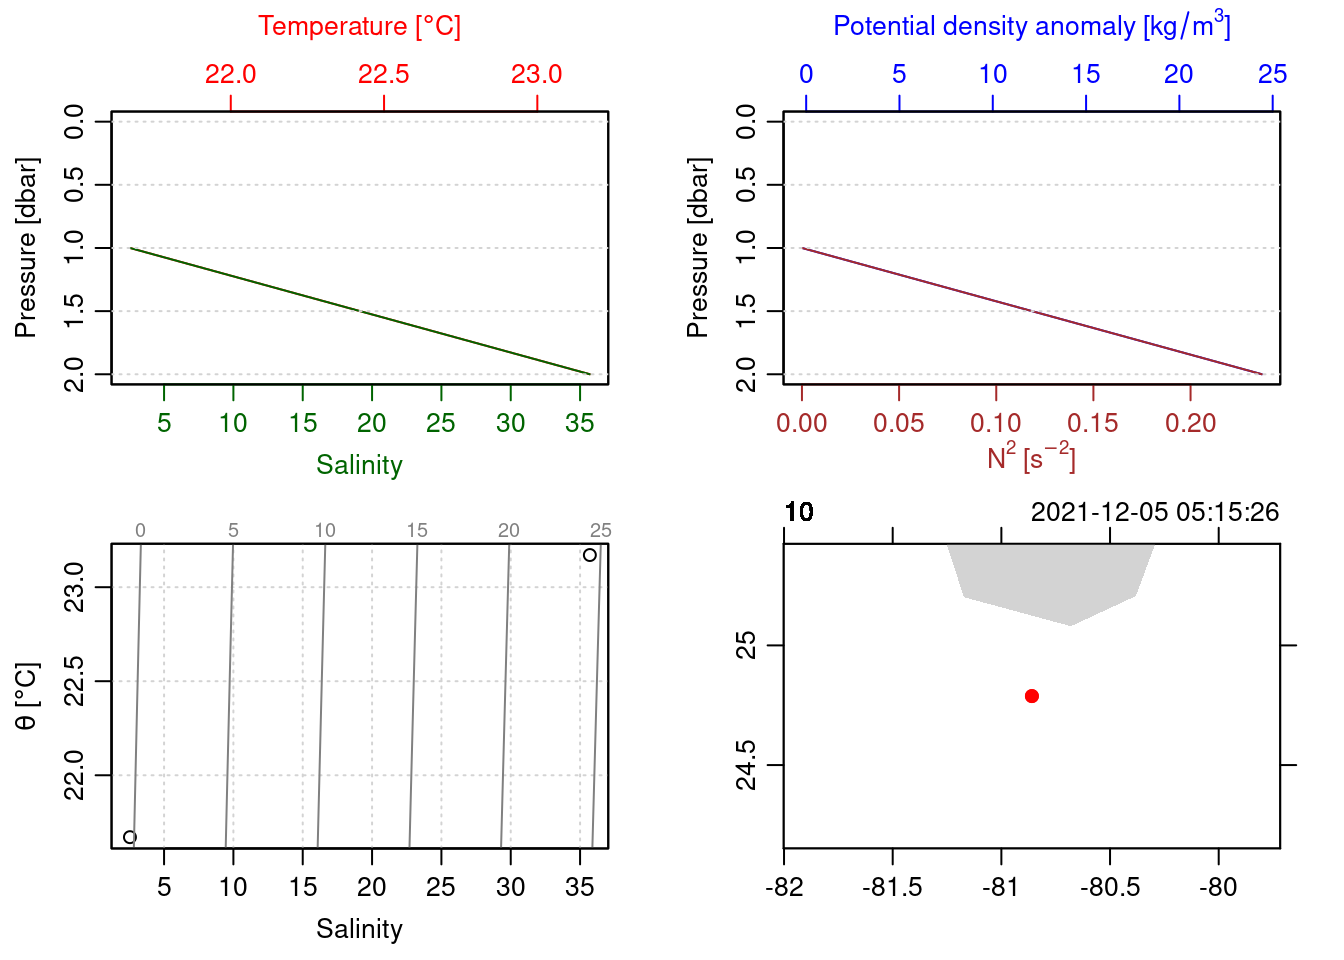 Temperature [°C]
22.0 22.5 23.0
Pressure [dbar]
0.0
0.5
1.0
1.5
2.0
5 10 15 20 25 30 35
Salinity
Potential density anomaly [kg/m³]
0 5 10 15 20 25
Pressure [dbar]
0.0
0.5
1.0
1.5
2.0
0.00 0.05 0.10 0.15 0.20
N² [s⁻²]
0 5 10 15 20 25
θ [°C]
23.0
22.5
22.0
5 10 15 20 25 30 35
Salinity
10 2021-12-05 05:15:26
25
24.5
-82 -81.5 -81 -80.5 -80